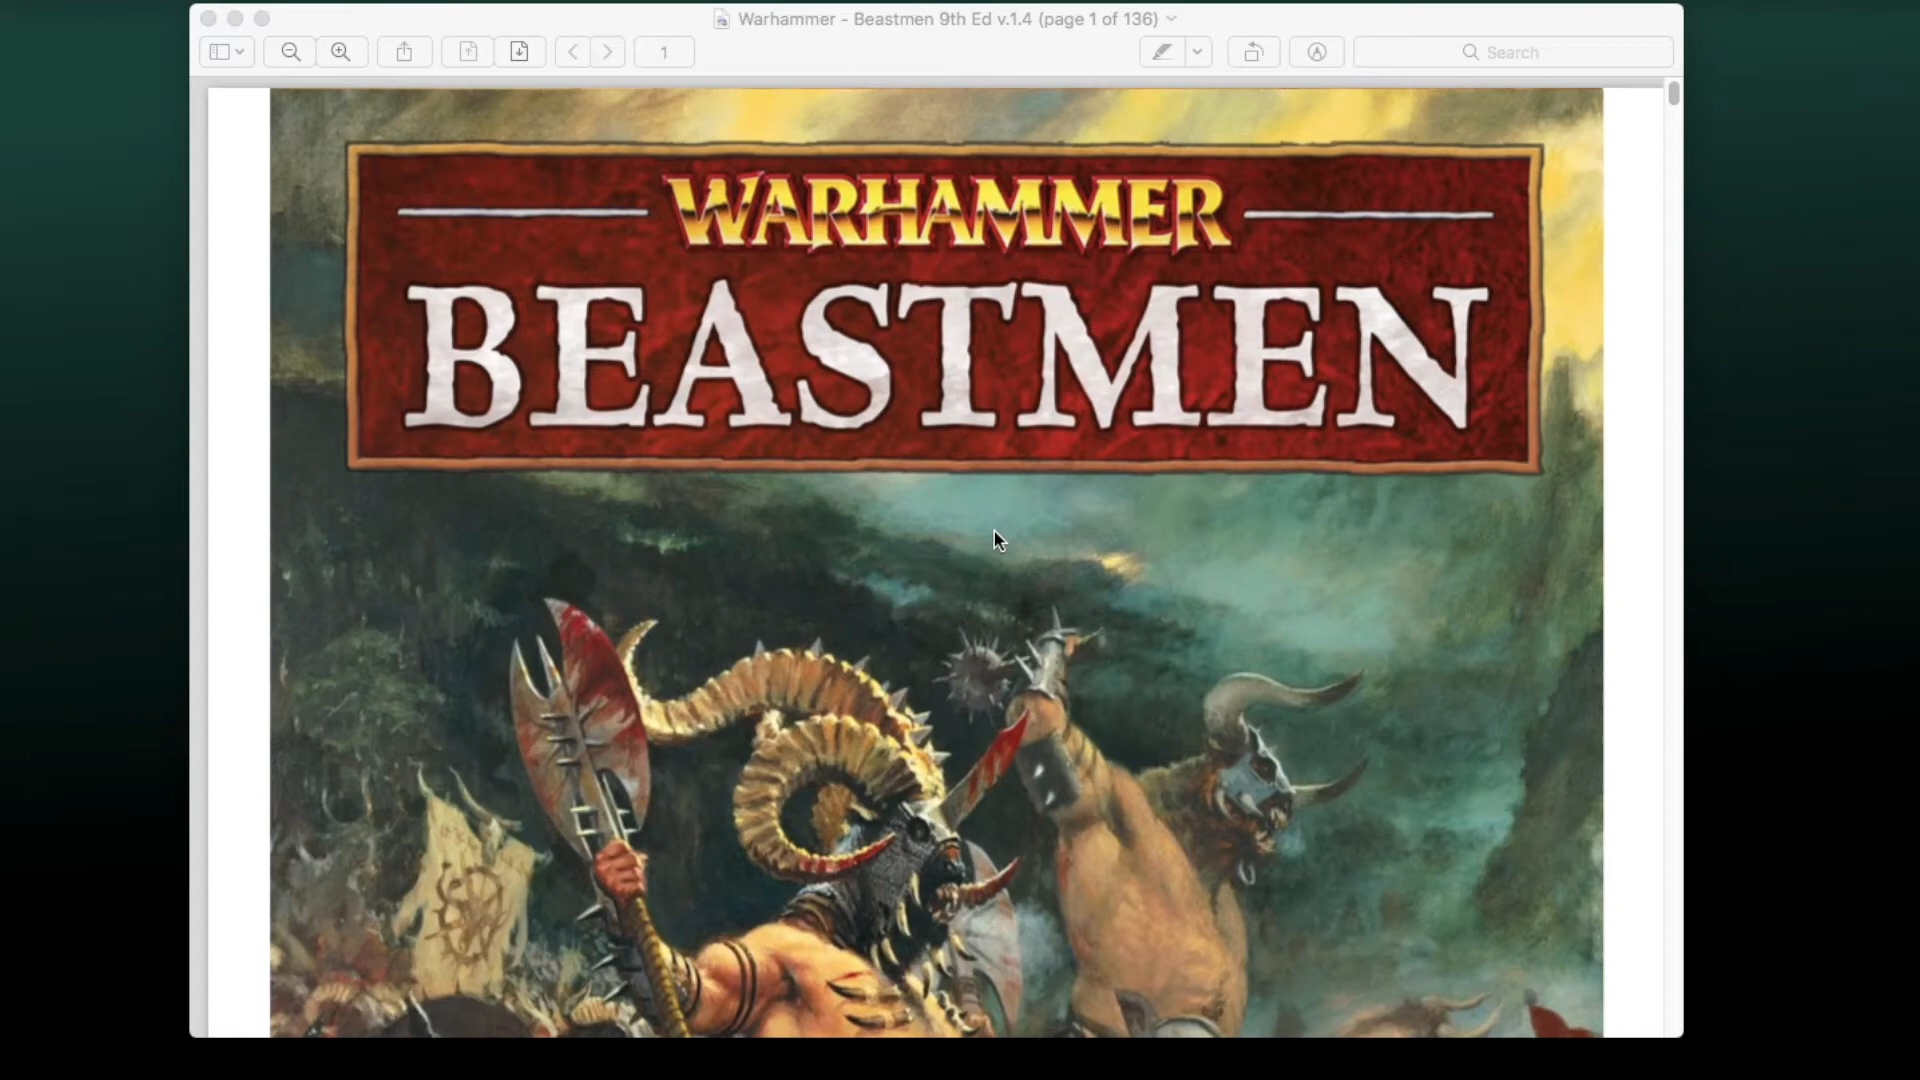 Warhammer - Beastmen 9th Ed v.1.4 (page 1 of 136)
1
Search
WARHAMMER
BEASTMEN